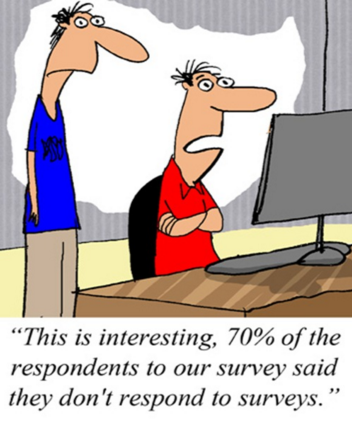 “This is interesting, 70% of the
respondents to our survey said
they don't respond to surveys.”